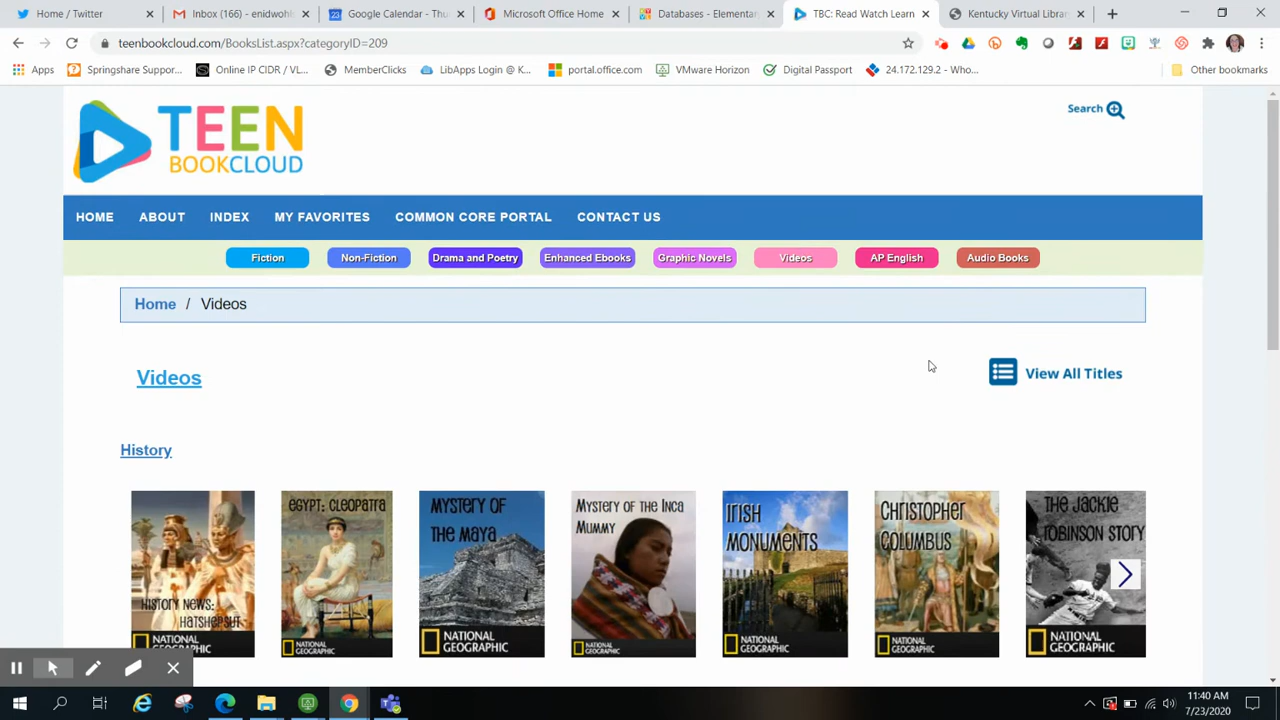 Home / Twitter
Inbox (166) - enidwohl
Google Calendar - Thu
Microsoft Office Home
Databases - Elementar
TBC: Read Watch Learn
Kentucky Virtual Librar
teenbookcloud.com/BooksList.aspx?categoryID=209
Apps
Springshare Suppor...
Online IP CIDR / VL...
MemberClicks
LibApps Login @ K...
portal.office.com
VMware Horizon
Digital Passport
24.172.129.2 - Who...
Other bookmarks
TEEN
BOOKCLOUD
Search
HOME
ABOUT
INDEX
MY FAVORITES
COMMON CORE PORTAL
CONTACT US
Fiction
Non-Fiction
Drama and Poetry
Enhanced Ebooks
Graphic Novels
Videos
AP English
Audio Books
Home / Videos
Videos
View All Titles
History
HISTORY NEWS:
HATSHEPSUT
NATIONAL
GEOGRAPHIC
EGYPT: CLEOPATRA
NATIONAL
GEOGRAPHIC
MYSTERY OF
THE MAYA
NATIONAL
GEOGRAPHIC
MYSTERY OF THE INCA
MUMMY
NATIONAL
GEOGRAPHIC
IRISH
MONUMENTS
NATIONAL
GEOGRAPHIC
CHRISTOPHER
COLUMBUS
NATIONAL
GEOGRAPHIC
THE JACKIE
ROBINSON STORY
NATIONAL
GEOGRAPHIC
11:40 AM
7/23/2020